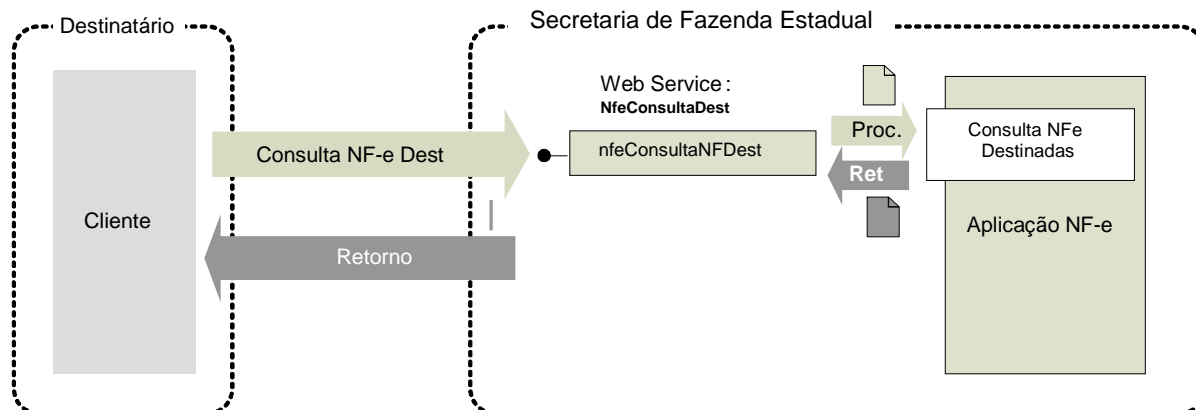 Destinatário
Secretaria de Fazenda Estadual
Web Service :
NfeConsultaDest
Consulta NF-e Dest
nfeConsultaNFDest
Proc.
Ret
Consulta NFe
Destinadas
Cliente
Aplicação NF-e
Retorno